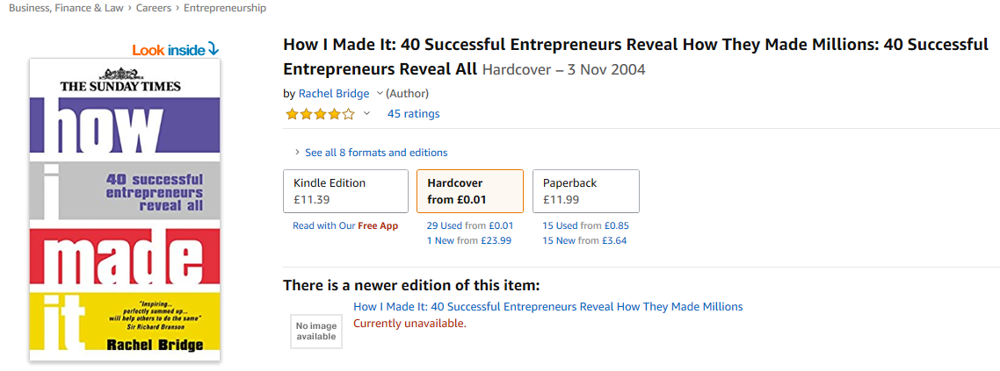 Business, Finance & Law › Careers › Entrepreneurship
Look inside
THE SUNDAY TIMES
how
i
40 successful
entrepreneurs
reveal all
made
it
"Inspiring...
perfectly summed up...
will help others to do the same"
Sir Richard Branson
Rachel Bridge
How I Made It: 40 Successful Entrepreneurs Reveal How They Made Millions: 40 Successful
Entrepreneurs Reveal All Hardcover – 3 Nov 2004
by Rachel Bridge (Author)
45 ratings
› See all 8 formats and editions
Kindle Edition
£11.39
Read with Our Free App
Hardcover
from £0.01
29 Used from £0.01
1 New from £23.99
Paperback
£11.99
15 Used from £0.85
15 New from £3.64
There is a newer edition of this item:
No image
available
How I Made It: 40 Successful Entrepreneurs Reveal How They Made Millions
Currently unavailable.